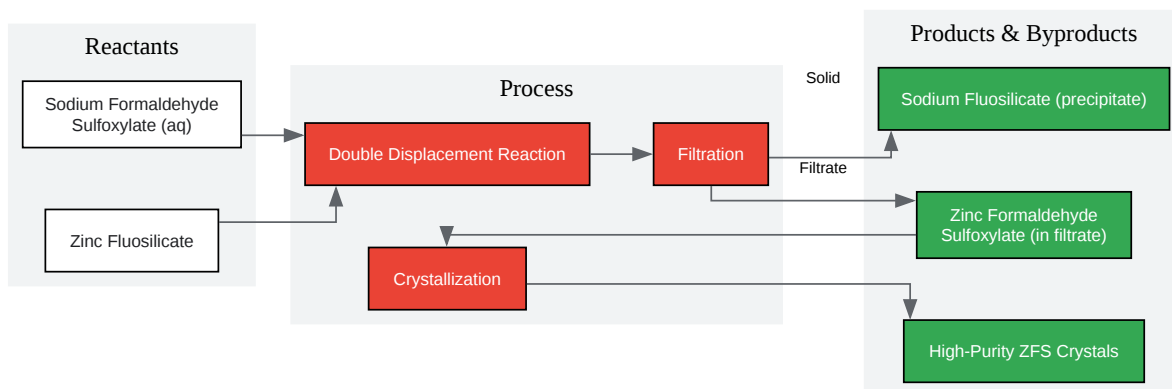 Reactants
Sodium Formaldehyde
Sulfoxylate (aq)
Zinc Fluosilicate
Process
Double Displacement Reaction
Filtration
Crystallization
Solid
Filtrate
Products & Byproducts
Sodium Fluosilicate (precipitate)
Zinc Formaldehyde
Sulfoxylate (in filtrate)
High-Purity ZFS Crystals